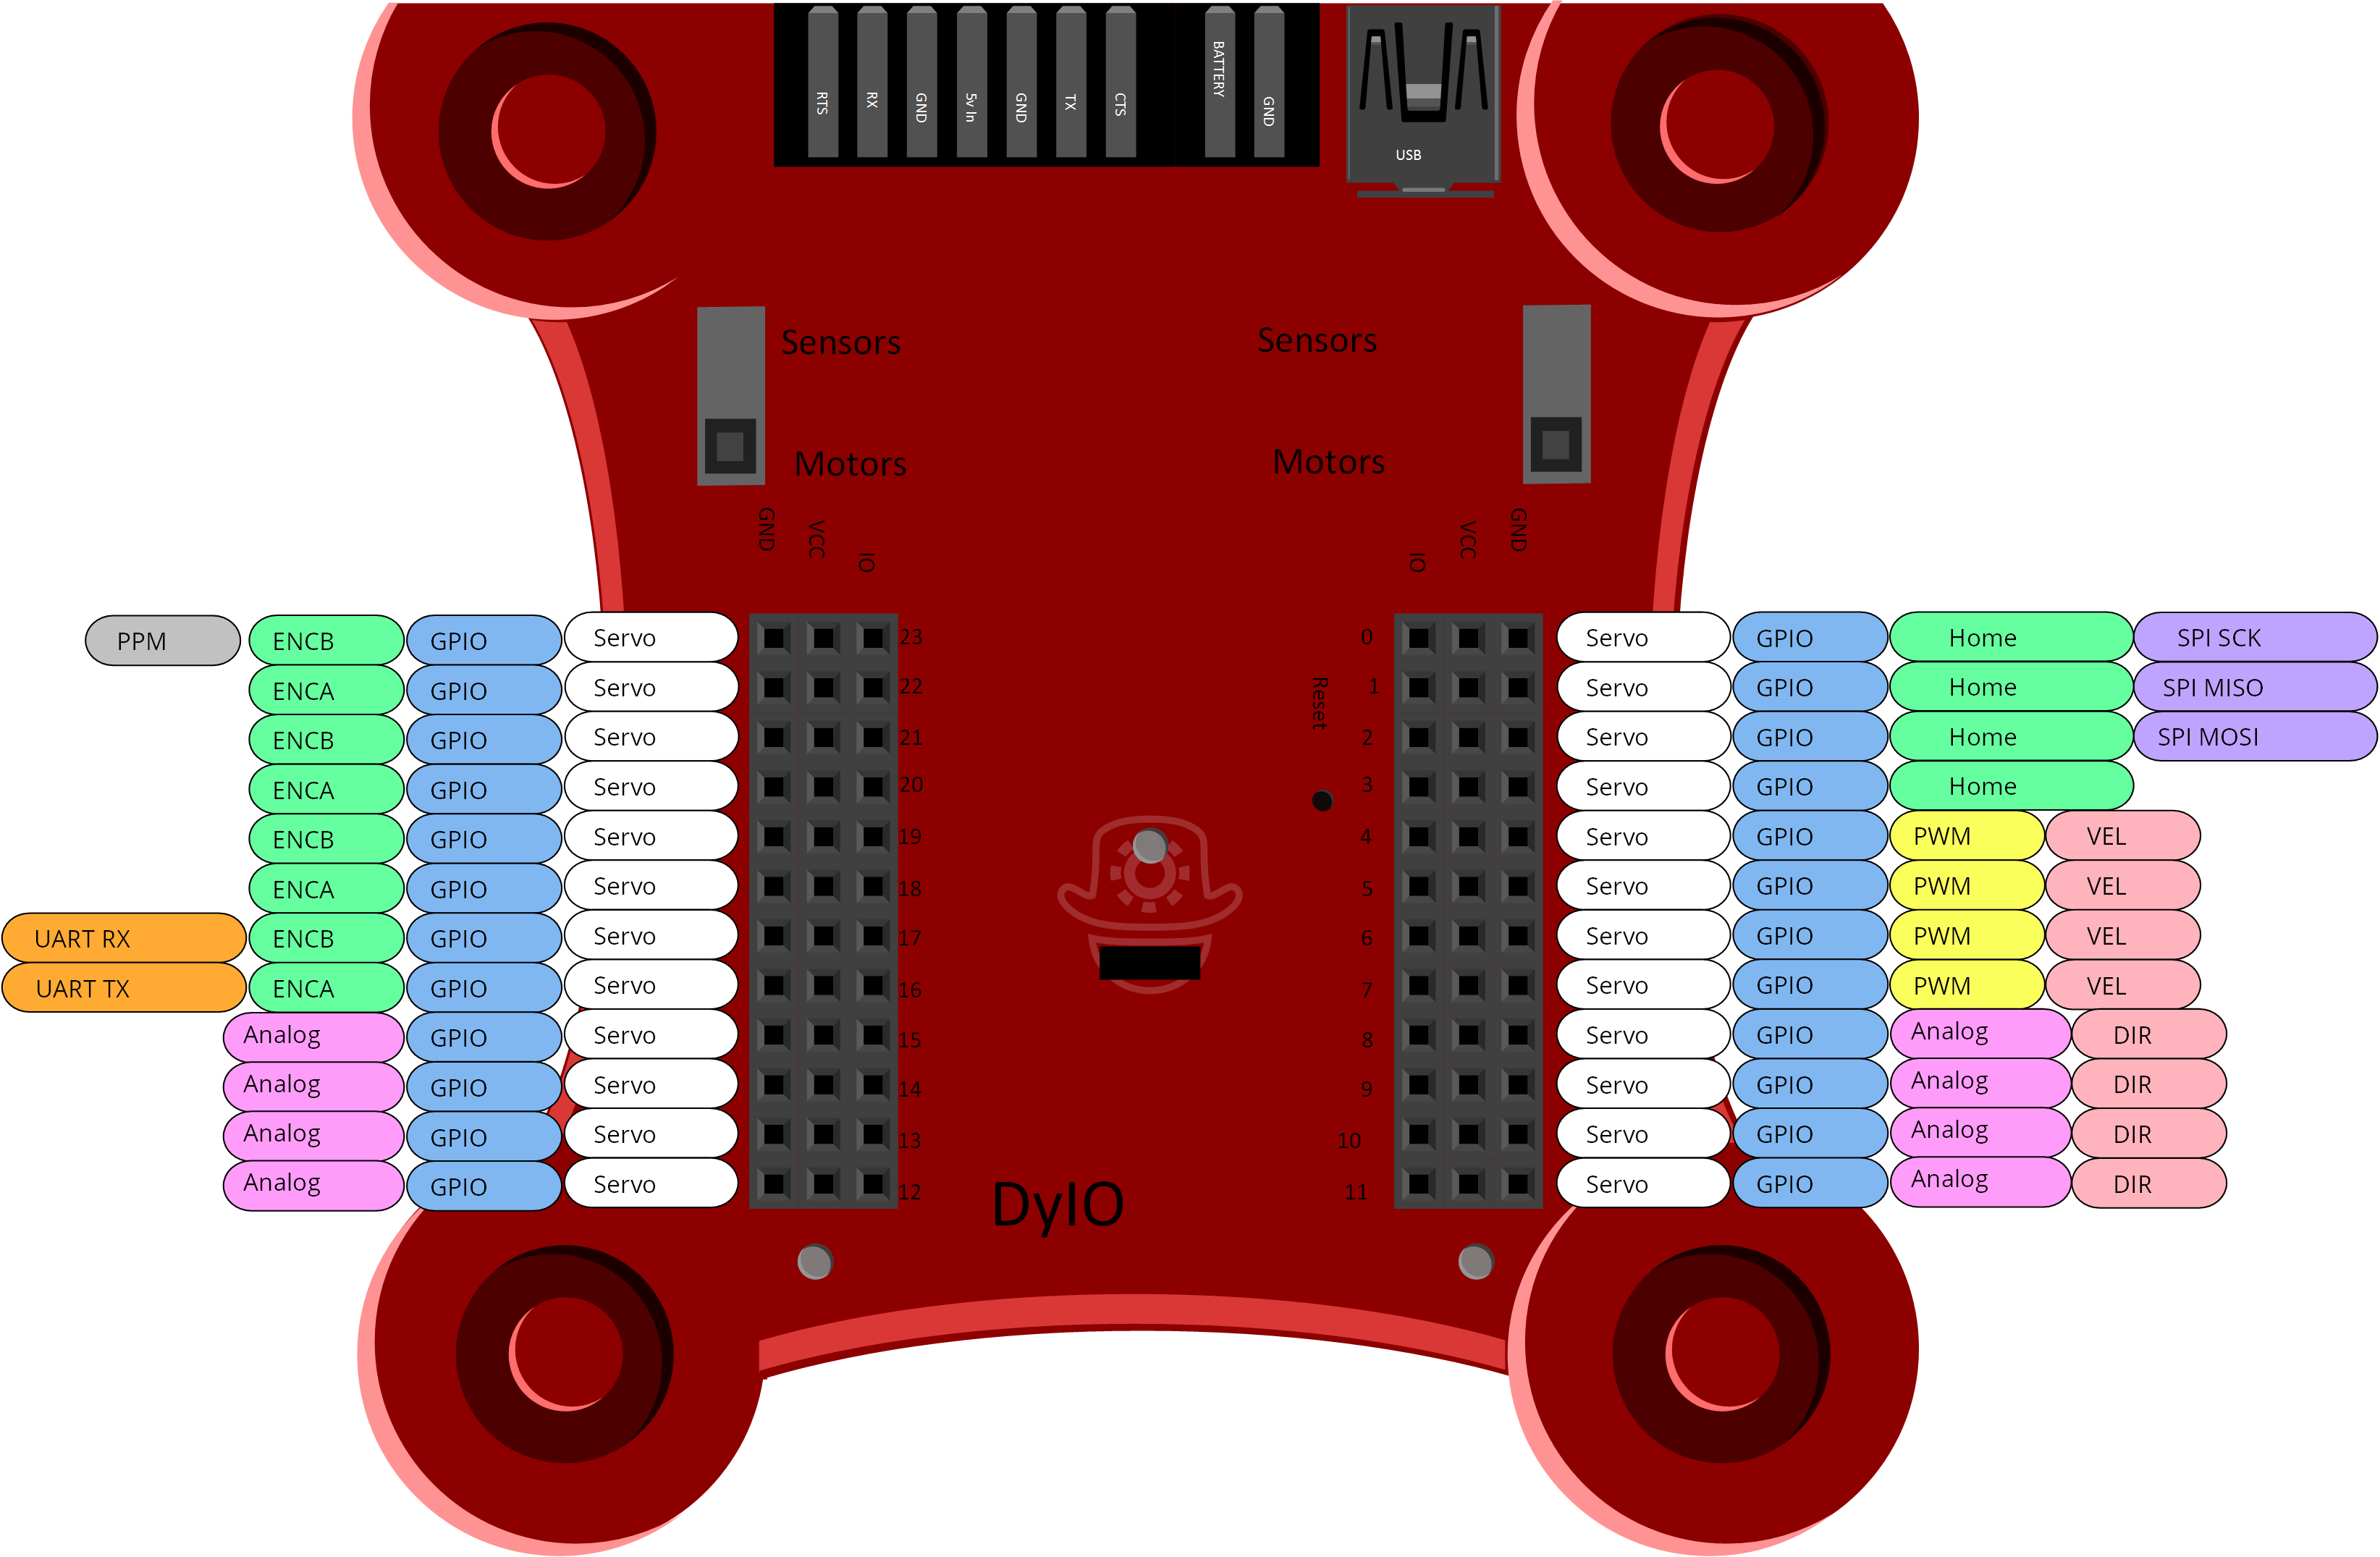 RTS RX GND 5v In GND TX CTS BATTERY GND
USB
Sensors Sensors
Motors Motors
GND VCC IO IO VCC GND
PPM ENCB GPIO Servo 23 0 Servo GPIO Home SPI SCK
ENCA GPIO Servo 22 1 Servo GPIO Home SPI MISO
Reset
ENCB GPIO Servo 21 2 Servo GPIO Home SPI MOSI
ENCA GPIO Servo 20 3 Servo GPIO Home
ENCB GPIO Servo 19 4 Servo GPIO PWM VEL
ENCA GPIO Servo 18 5 Servo GPIO PWM VEL
UART RX ENCB GPIO Servo 17 6 Servo GPIO PWM VEL
UART TX ENCA GPIO Servo 16 7 Servo GPIO PWM VEL
Analog GPIO Servo 15 8 Servo GPIO Analog DIR
Analog GPIO Servo 14 9 Servo GPIO Analog DIR
Analog GPIO Servo 13 10 Servo GPIO Analog DIR
Analog GPIO Servo 12 11 Servo GPIO Analog DIR
DyIO